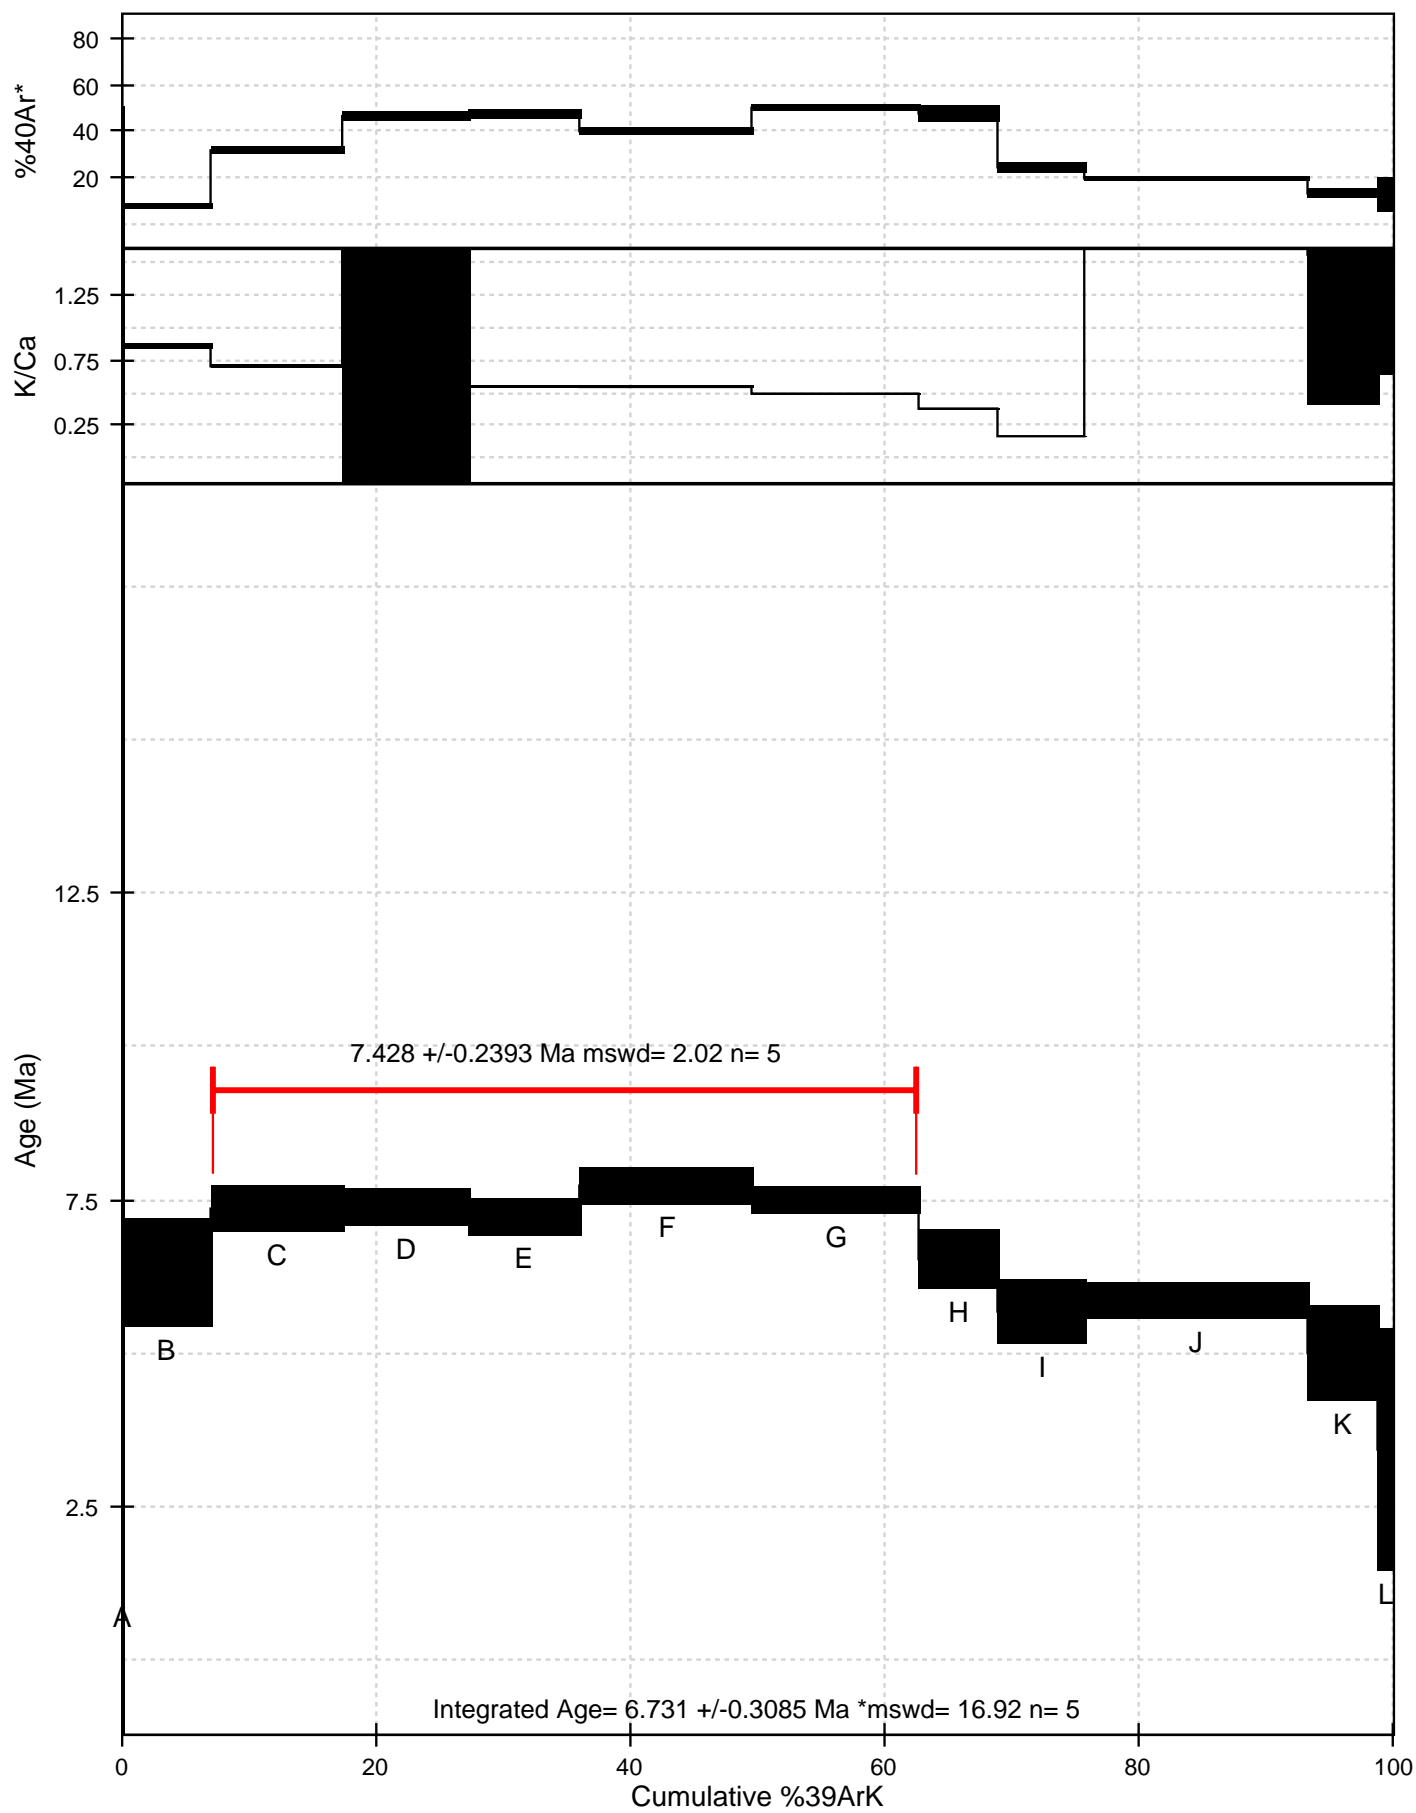 80
60
40
20
%40Ar*
1.25
0.75
0.25
K/Ca
12.5
7.5
2.5
Age (Ma)
7.428 +/-0.2393 Ma mswd= 2.02 n= 5
A
B
C
D
E
F
G
H
I
J
K
L
Integrated Age= 6.731 +/-0.3085 Ma *mswd= 16.92 n= 5
0
20
40
60
80
100
Cumulative %39ArK